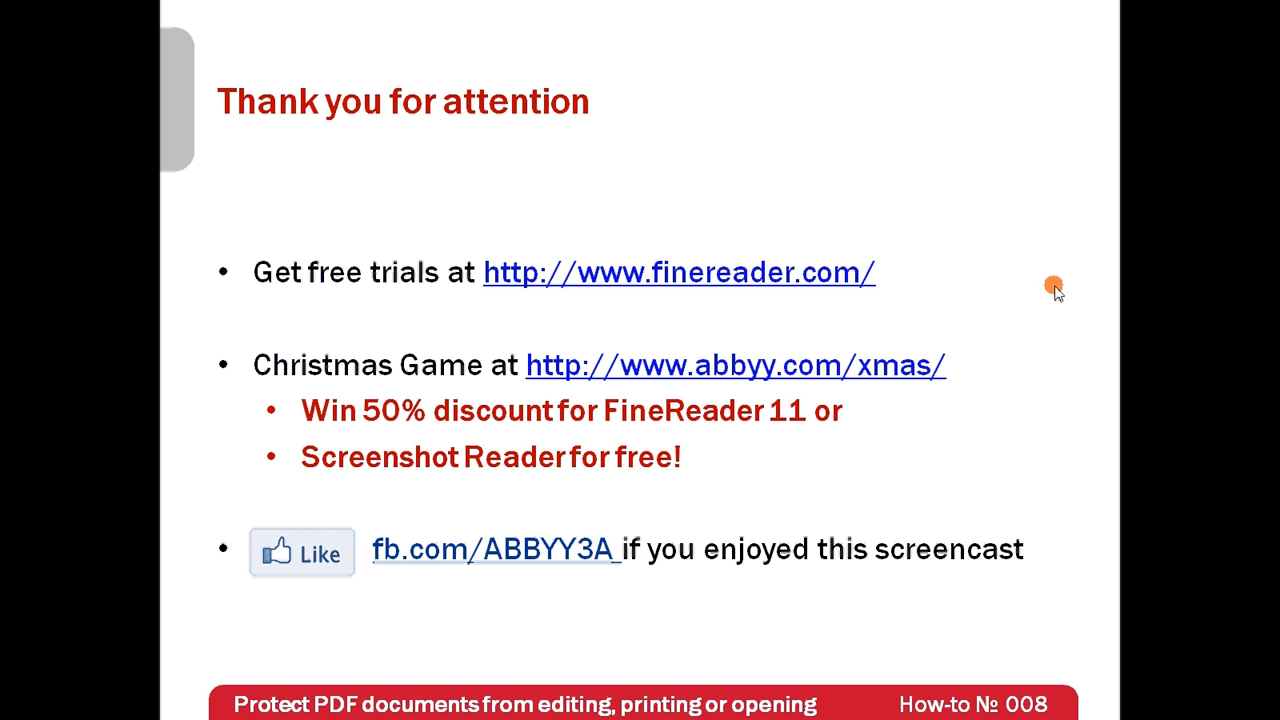 Thank you for attention
• Get free trials at http://www.finereader.com/
• Christmas Game at http://www.abbyy.com/xmas/
• Win 50% discount for FineReader 11 or
• Screenshot Reader for free!
• Like fb.com/ABBYY3A if you enjoyed this screencast
Protect PDF documents from editing, printing or opening How-to № 008